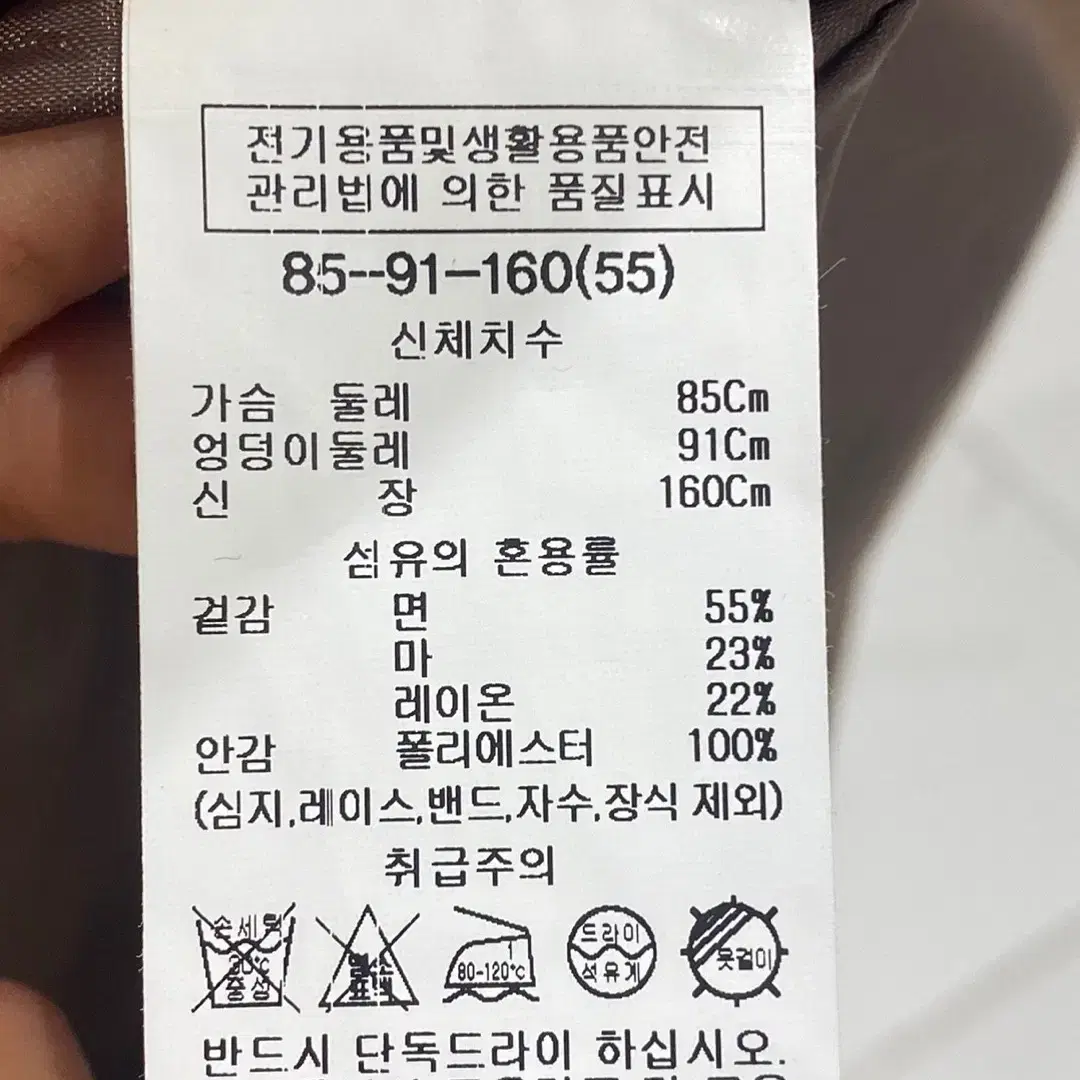 전기용품및생활용품안전
관리법에 의한 품질표시
85--91-160(55)
신체치수
가슴 둘레 85Cm
엉덩이둘레 91Cm
신 장 160Cm
섬유의 혼용률
겉감 면 55%
마 23%
레이온 22%
안감 폴리에스터 100%
(심지,레이스,밴드,자수,장식 제외)
취급주의
손세탁 30°C 중성
염소 표백
80-120°C
드라이 석유계
옷걸이
반드시 단독드라이 하십시오.